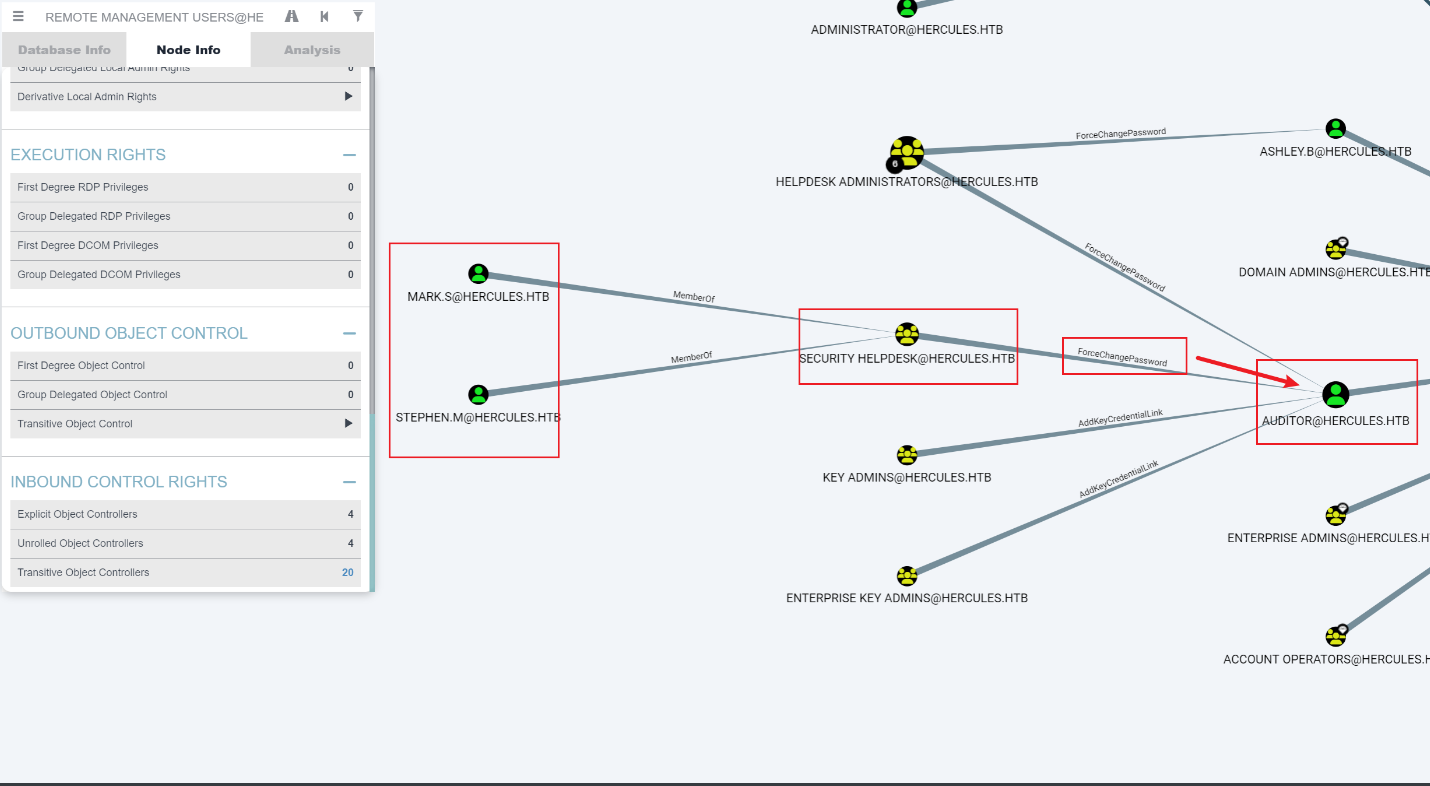 REMOTE MANAGEMENT USERS@HE
Database Info
Node Info
Analysis
Group Delegated Local Admin Rights 0
Derivative Local Admin Rights
EXECUTION RIGHTS
First Degree RDP Privileges 0
Group Delegated RDP Privileges 0
First Degree DCOM Privileges 0
Group Delegated DCOM Privileges 0
OUTBOUND OBJECT CONTROL
First Degree Object Control 0
Group Delegated Object Control 0
Transitive Object Control
INBOUND CONTROL RIGHTS
Explicit Object Controllers 4
Unrolled Object Controllers 4
Transitive Object Controllers 20
ADMINISTRATOR@HERCULES.HTB
ForceChangePassword
ASHLEY.B@HERCULES.HTB
6
HELPDESK ADMINISTRATORS@HERCULES.HTB
ForceChangePassword
DOMAIN ADMINS@HERCULES.HTB
MARK.S@HERCULES.HTB
MemberOf
SECURITY HELPDESK@HERCULES.HTB
ForceChangePassword
MemberOf
STEPHEN.M@HERCULES.HTB
AUDITOR@HERCULES.HTB
AddKeyCredentialLink
KEY ADMINS@HERCULES.HTB
AddKeyCredentialLink
ENTERPRISE ADMINS@HERCULES.H
ENTERPRISE KEY ADMINS@HERCULES.HTB
ACCOUNT OPERATORS@HERCULES.H